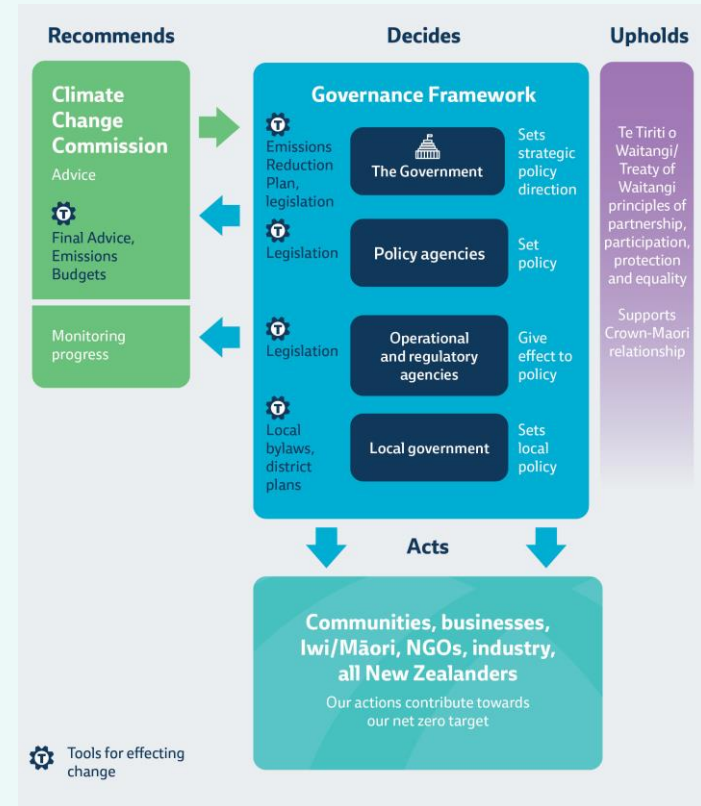 Recommends
Decides
Upholds
Climate
Change
Commission
Advice
T
Final Advice,
Emissions
Budgets
Monitoring
progress
Governance Framework
T
Emissions
Reduction
Plan,
legislation
The Government
Sets
strategic
policy
direction
T
Legislation
Policy agencies
Set
policy
T
Legislation
Operational
and regulatory
agencies
Give
effect to
policy
T
Local
bylaws,
district
plans
Local government
Sets
local
policy
Te Tiriti o
Waitangi/
Treaty of
Waitangi
principles of
partnership,
participation,
protection
and equality
Supports
Crown-Maori
relationship
Acts
Communities, businesses,
Iwi/Māori, NGOs, industry,
all New Zealanders
Our actions contribute towards
our net zero target
T
Tools for effecting
change